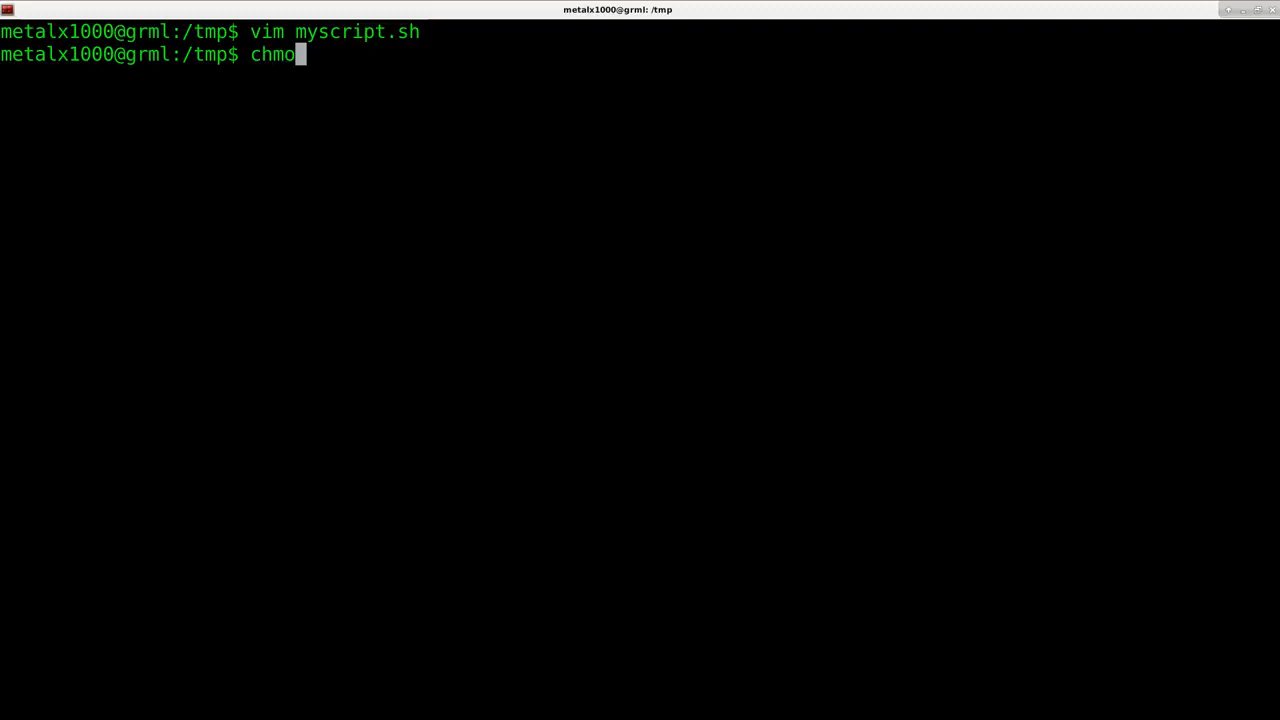 metalx1000@grml: /tmp
metalx1000@grml:/tmp$ vim myscript.sh
metalx1000@grml:/tmp$ chmo